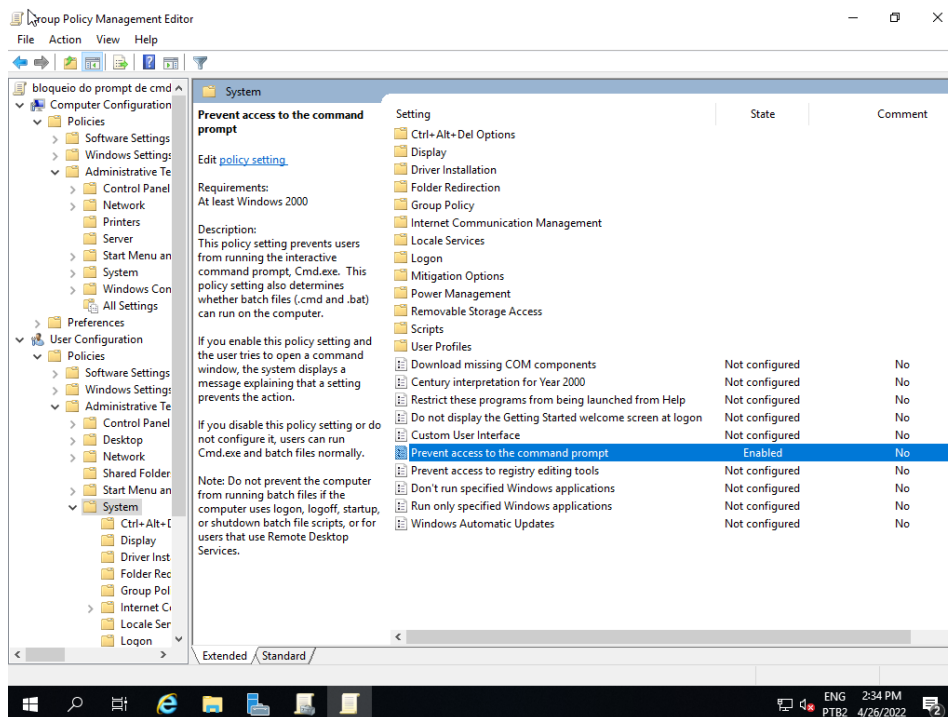 Group Policy Management Editor
File Action View Help
bloqueio do prompt de cmd
Computer Configuration
Policies
Software Settings
Windows Settings
Administrative Te
Control Panel
Network
Printers
Server
Start Menu an
System
Windows Con
All Settings
Preferences
User Configuration
Policies
Software Settings
Windows Settings
Administrative Te
Control Panel
Desktop
Network
Shared Folder
Start Menu an
System
Ctrl+Alt+D
Display
Driver Inst
Folder Red
Group Pol
Internet Co
Locale Ser
Logon
System
Prevent access to the command
prompt
Edit policy setting
Requirements:
At least Windows 2000
Description:
This policy setting prevents users
from running the interactive
command prompt, Cmd.exe. This
policy setting also determines
whether batch files (.cmd and .bat)
can run on the computer.
If you enable this policy setting and
the user tries to open a command
window, the system displays a
message explaining that a setting
prevents the action.
If you disable this policy setting or do
not configure it, users can run
Cmd.exe and batch files normally.
Note: Do not prevent the computer
from running batch files if the
computer uses logon, logoff, startup,
or shutdown batch file scripts, or for
users that use Remote Desktop
Services.
Setting State Comment
Ctrl+Alt+Del Options
Display
Driver Installation
Folder Redirection
Group Policy
Internet Communication Management
Locale Services
Logon
Mitigation Options
Power Management
Removable Storage Access
Scripts
User Profiles
Download missing COM components Not configured No
Century interpretation for Year 2000 Not configured No
Restrict these programs from being launched from Help Not configured No
Do not display the Getting Started welcome screen at logon Not configured No
Custom User Interface Not configured No
Prevent access to the command prompt Enabled No
Prevent access to registry editing tools Not configured No
Don't run specified Windows applications Not configured No
Run only specified Windows applications Not configured No
Windows Automatic Updates Not configured No
Extended Standard
ENG 2:34 PM
PTB2 4/26/2022
2